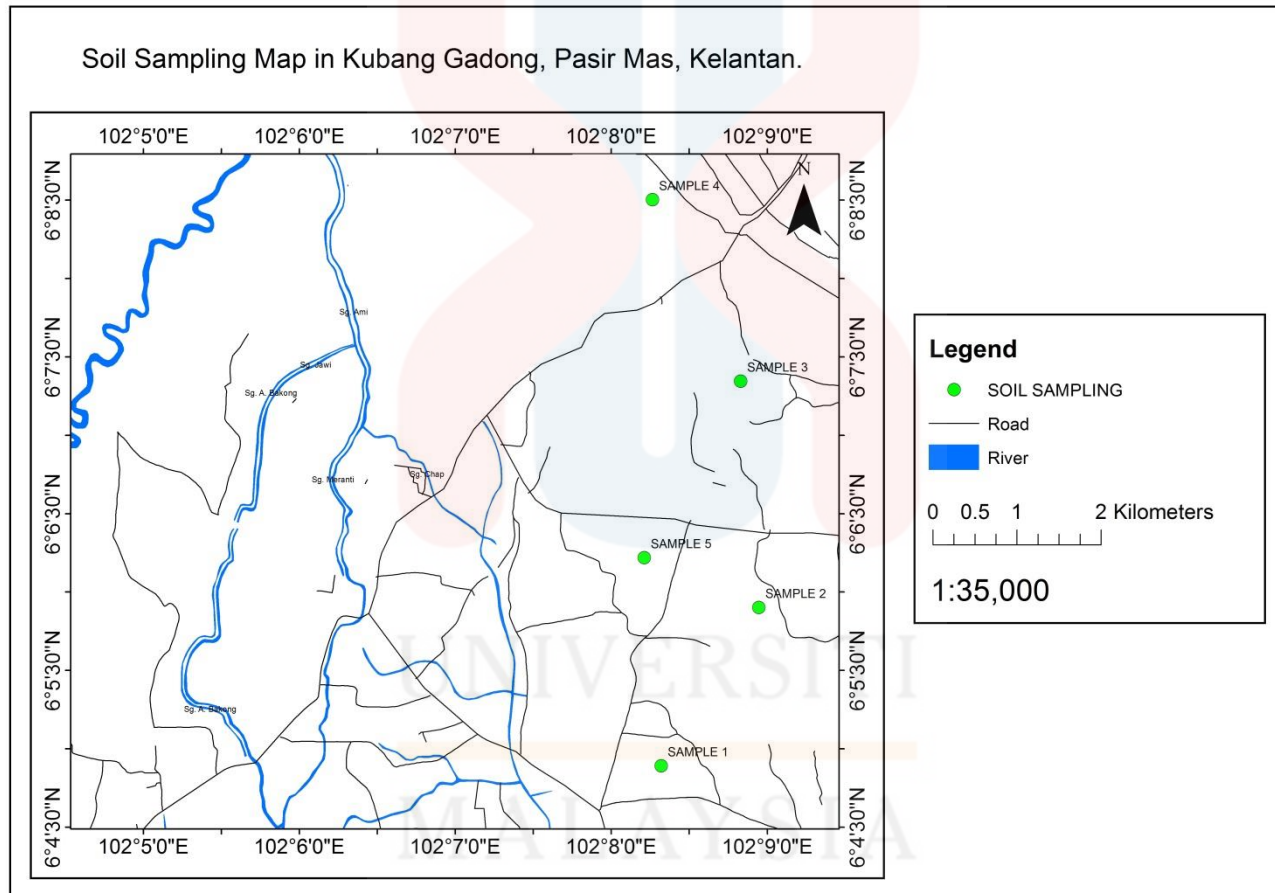 Soil Sampling Map in Kubang Gadong, Pasir Mas, Kelantan.
102°5'0"E 102°6'0"E 102°7'0"E 102°8'0"E 102°9'0"E
6°8'30"N
6°7'30"N
6°6'30"N
6°5'30"N
6°4'30"N
N
SAMPLE 4
Sg. Ami
Sg. Jawi
SAMPLE 3
Sg. A. Bakong
Sg. Chap
Sg. Meranti
SAMPLE 5
SAMPLE 2
Sg. A. Bakong
SAMPLE 1
6°8'30"N
6°7'30"N
6°6'30"N
6°5'30"N
6°4'30"N
102°5'0"E 102°6'0"E 102°7'0"E 102°8'0"E 102°9'0"E
Legend
SOIL SAMPLING
Road
River
0 0.5 1 2 Kilometers
1:35,000
UNIVERSITI
MALAYSIA